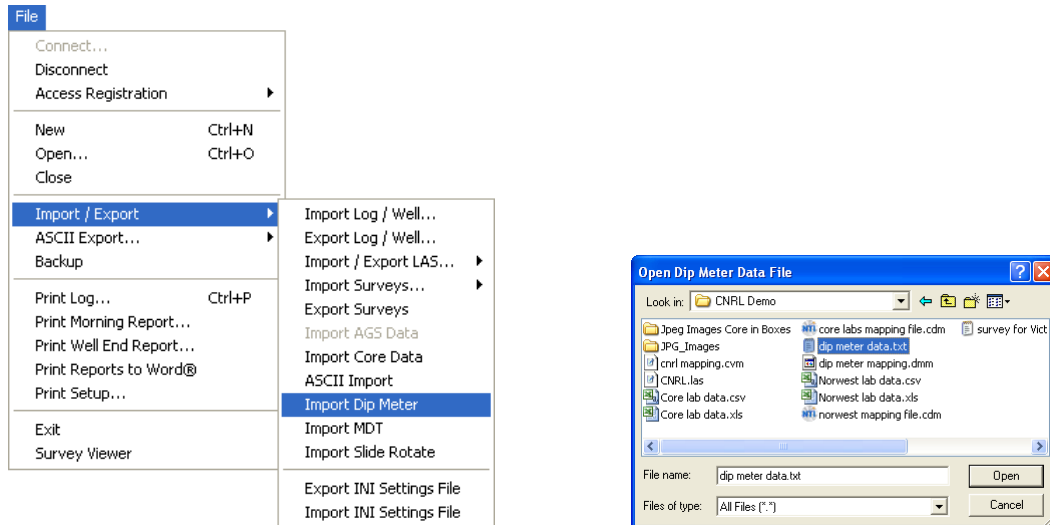 File
Connect...
Disconnect
Access Registration
New Ctrl+N
Open... Ctrl+O
Close
Import / Export
ASCII Export...
Backup
Print Log... Ctrl+P
Print Morning Report...
Print Well End Report...
Print Reports to Word®
Print Setup...
Exit
Survey Viewer
Import Log / Well...
Export Log / Well...
Import / Export LAS...
Import Surveys...
Export Surveys
Import AGS Data
Import Core Data
ASCII Import
Import Dip Meter
Import MDT
Import Slide Rotate
Export INI Settings File
Import INI Settings File
Open Dip Meter Data File
Look in: CNRL Demo
Jpeg Images Core in Boxes
JPG_Images
cnrl mapping.cvm
CNRL.las
Core lab data.csv
Core lab data.xls
core labs mapping file.cdm
dip meter data.txt
dip meter mapping.dmm
Norwest lab data.csv
Norwest lab data.xls
norwest mapping file.cdm
survey for Vict
File name: dip meter data.txt Open
Files of type: All Files (*.*) Cancel